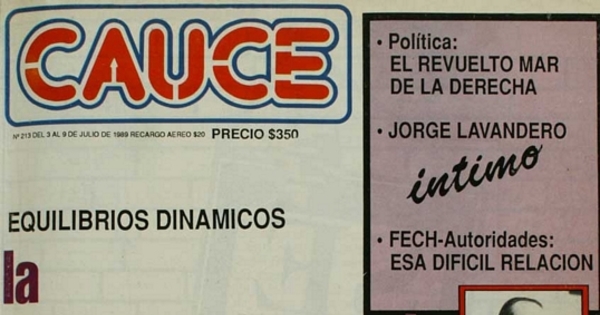 CAUCE
Nº 213 DEL 3 AL 9 DE JULIO DE 1989 RECARGO AEREO $20 PRECIO $350
EQUILIBRIOS DINAMICOS
la
• Política:
EL REVUELTO MAR
DE LA DERECHA
• JORGE LAVANDERO
íntimo
• FECH-Autoridades:
ESA DIFICIL RELACION